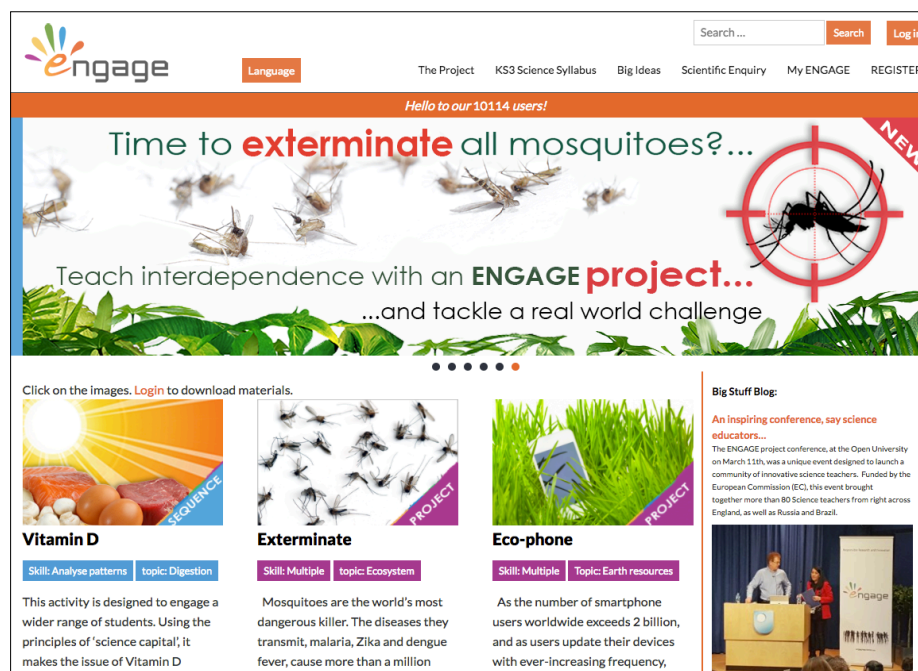 engage
Search ...
Search
Log in
Language
The Project
KS3 Science Syllabus
Big Ideas
Scientific Enquiry
My ENGAGE
REGISTER
Hello to our 10114 users!
Time to exterminate all mosquitoes?...
NEW
Teach interdependence with an ENGAGE project...
...and tackle a real world challenge
Click on the images. Login to download materials.
SEQUENCE
Vitamin D
Skill: Analyse patterns
topic: Digestion
This activity is designed to engage a
wider range of students. Using the
principles of ‘science capital’, it
makes the issue of Vitamin D
PROJECT
Exterminate
Skill: Multiple
topic: Ecosystem
Mosquitoes are the world’s most
dangerous killer. The diseases they
transmit, malaria, Zika and dengue
fever, cause more than a million
PROJECT
Eco-phone
Skill: Multiple
Topic: Earth resources
As the number of smartphone
users worldwide exceeds 2 billion,
and as users update their devices
with ever-increasing frequency,
Big Stuff Blog:
An inspiring conference, say science
educators...
The ENGAGE project conference, at the Open University
on March 11th, was a unique event designed to launch a
community of innovative science teachers. Funded by the
European Commission (EC), this event brought
together more than 80 Science teachers from right across
England, as well as Russia and Brazil.
engage